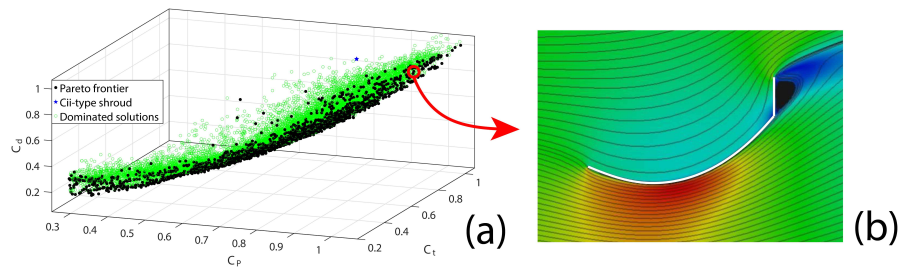 1
0.8
0.6
0.4
0.2
C_d
Pareto frontier
Cii-type shroud
Dominated solutions
0.3
0.4
0.5
0.6
0.7
0.8
0.9
1
C_P
0.2
0.4
0.6
0.8
1
C_t
(a)
(b)